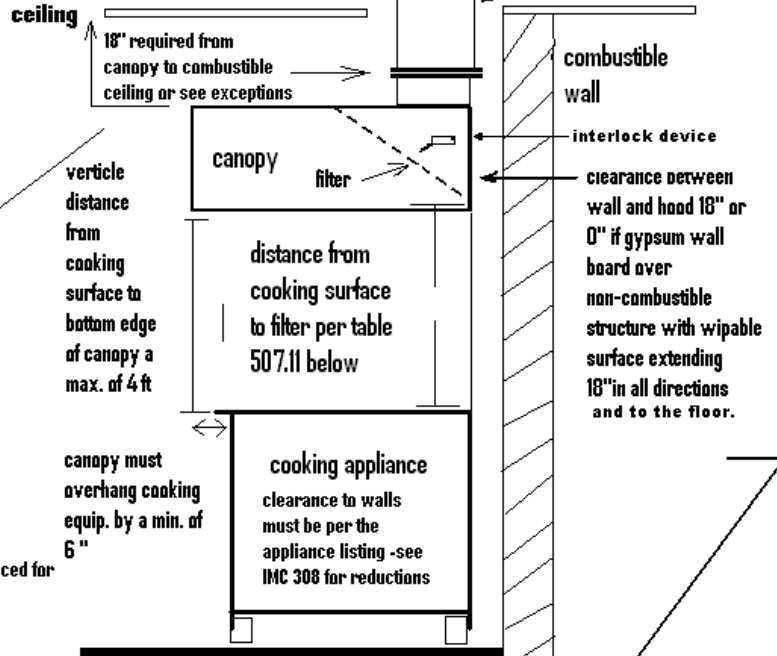 ceiling
18" required from
canopy to combustible
ceiling or see exceptions
combustible
wall
interlock device
canopy
filter
clearance between
wall and hood 18" or
0" if gypsum wall
board over
non-combustible
structure with wipable
surface extending
18"in all directions
and to the floor.
verticle
distance
from
cooking
surface to
bottom edge
of canopy a
max. of 4 ft
distance from
cooking surface
to filter per table
507.11 below
canopy must
overhang cooking
equip. by a min. of
6 "
cooking appliance
clearance to walls
must be per the
appliance listing -see
IMC 308 for reductions
ced for